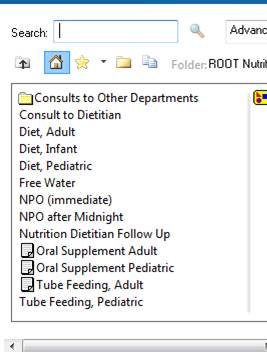 Search:
Advanc
Folder: ROOT Nutrit
Consults to Other Departments
Consult to Dietitian
Diet, Adult
Diet, Infant
Diet, Pediatric
Free Water
NPO (immediate)
NPO after Midnight
Nutrition Dietitian Follow Up
Oral Supplement Adult
Oral Supplement Pediatric
Tube Feeding, Adult
Tube Feeding, Pediatric